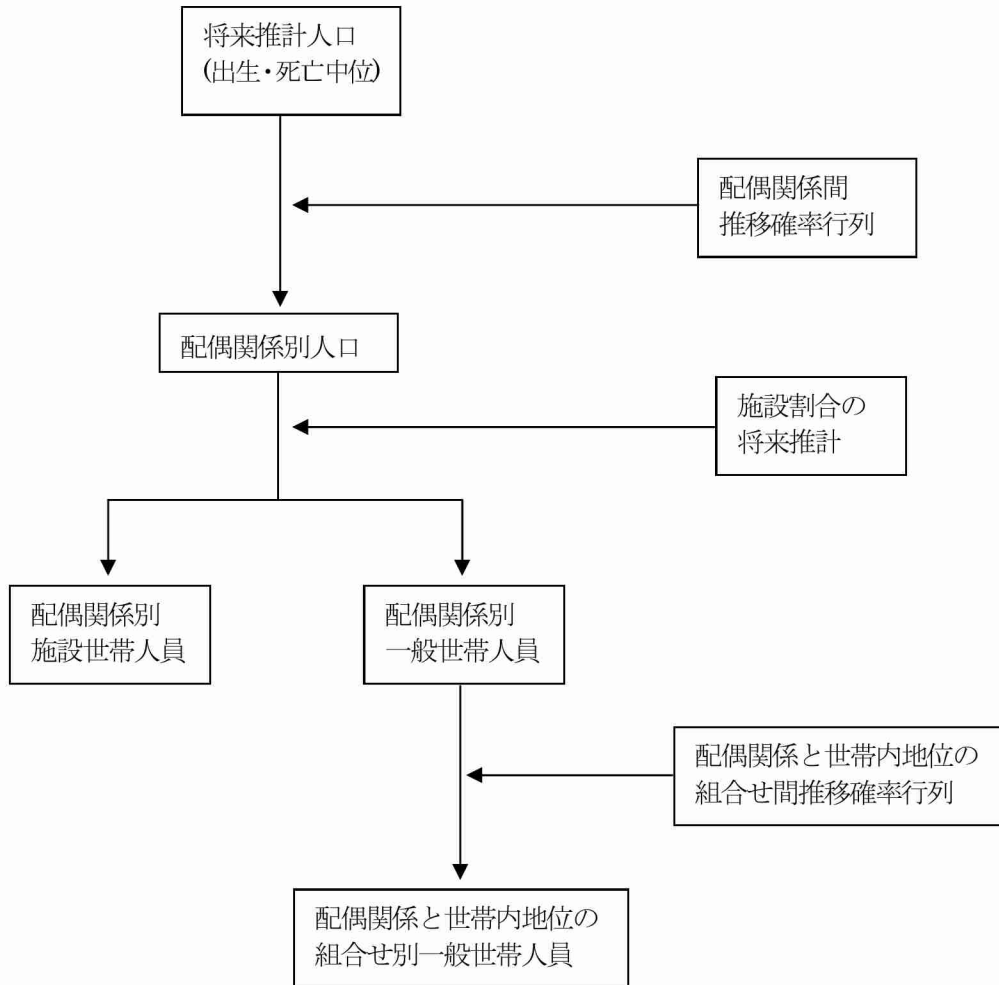 将来推計人口
(出生・死亡中位)
配偶関係間
推移確率行列
配偶関係別人口
施設割合の
将来推計
配偶関係別
施設世帯人員
配偶関係別
一般世帯人員
配偶関係と世帯内地位の
組合せ間推移確率行列
配偶関係と世帯内地位の
組合せ別一般世帯人員